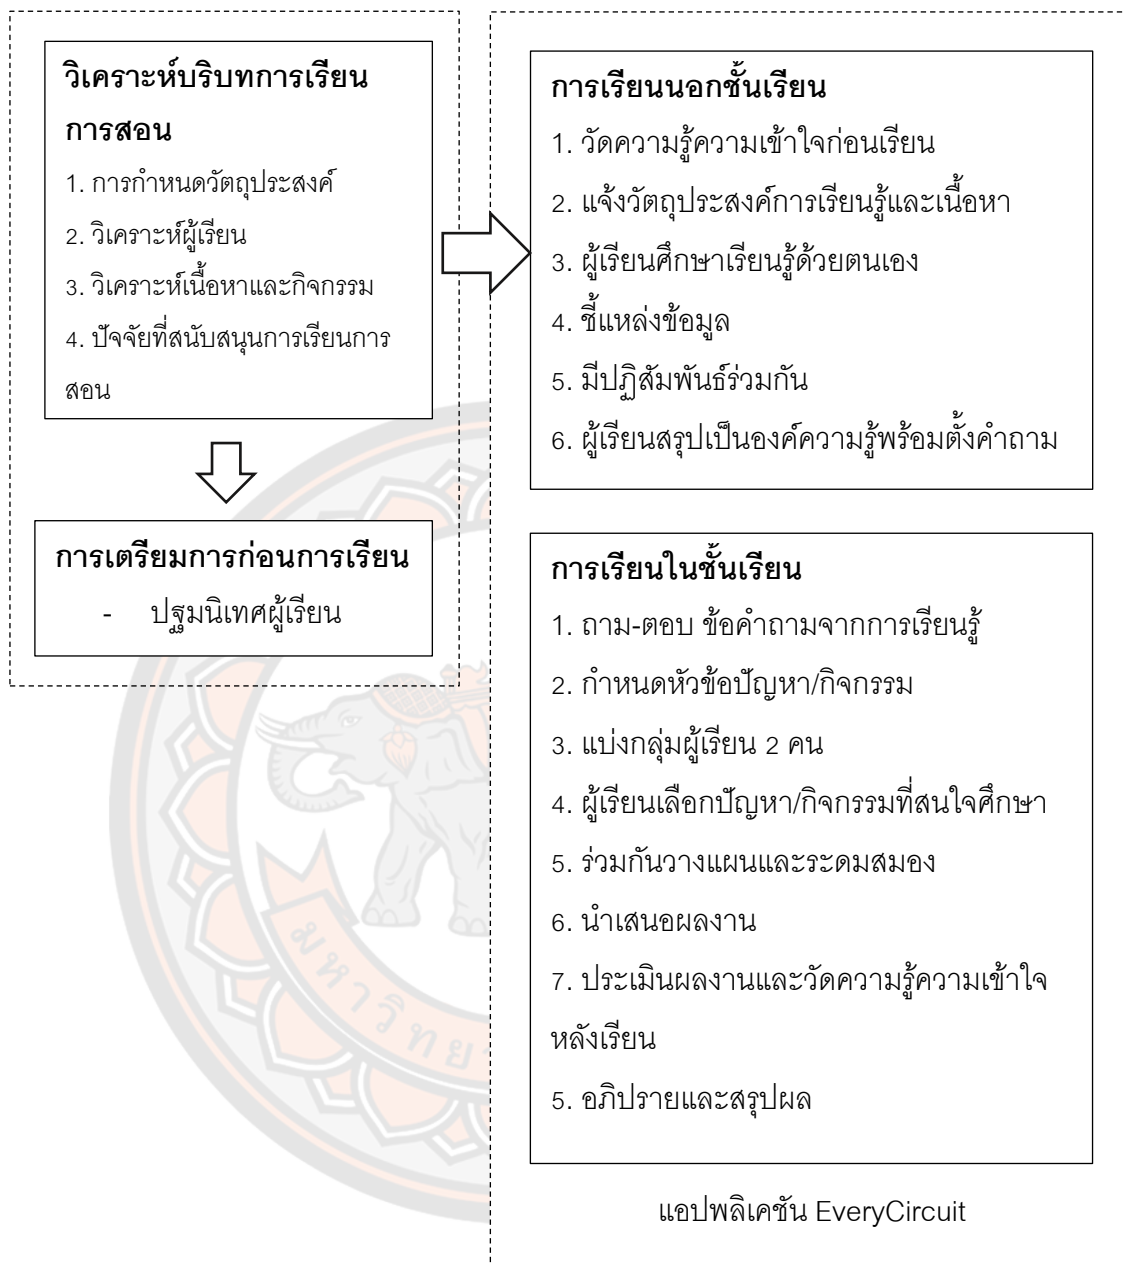 วิเคราะห์บริบทการเรียน
การสอน
1. การกำหนดวัตถุประสงค์
2. วิเคราะห์ผู้เรียน
3. วิเคราะห์เนื้อหาและกิจกรรม
4. ปัจจัยที่สนับสนุนการเรียนการ
สอน
การเตรียมการก่อนการเรียน
- ปฐมนิเทศผู้เรียน
การเรียนนอกชั้นเรียน
1. วัดความรู้ความเข้าใจก่อนเรียน
2. แจ้งวัตถุประสงค์การเรียนรู้และเนื้อหา
3. ผู้เรียนศึกษาเรียนรู้ด้วยตนเอง
4. ชี้แหล่งข้อมูล
5. มีปฏิสัมพันธ์ร่วมกัน
6. ผู้เรียนสรุปเป็นองค์ความรู้พร้อมตั้งคำถาม
การเรียนในชั้นเรียน
1. ถาม-ตอบ ข้อคำถามจากการเรียนรู้
2. กำหนดหัวข้อปัญหา/กิจกรรม
3. แบ่งกลุ่มผู้เรียน 2 คน
4. ผู้เรียนเลือกปัญหา/กิจกรรมที่สนใจศึกษา
5. ร่วมกันวางแผนและระดมสมอง
6. นำเสนอผลงาน
7. ประเมินผลงานและวัดความรู้ความเข้าใจ
หลังเรียน
5. อภิปรายและสรุปผล
แอปพลิเคชัน EveryCircuit
มหาวิทย